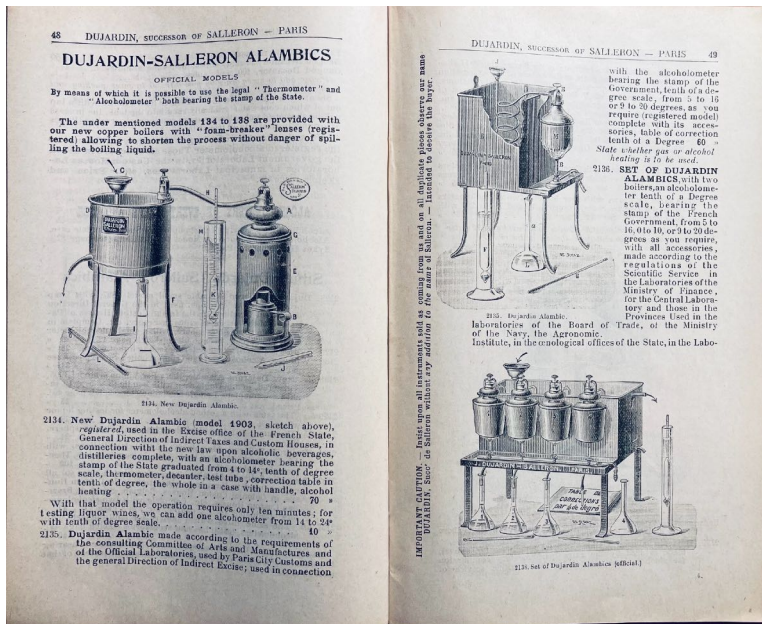 48 DUJARDIN, SUCCESSOR OF SALLERON — PARIS
DUJARDIN-SALLERON ALAMBICS
OFFICIAL MODELS
By means of which it is possible to use the legal "Thermometer" and
"Alcoholometer" both bearing the stamp of the State.
The under mentioned models 134 to 138 are provided with
our new copper boilers with "foam-breaker" lenses (regis-
tered) allowing to shorten the process without danger of spil-
ling the boiling liquid.
DUJARDIN
SALLERON
2134. New Dujardin Alambic.
2134. New Dujardin Alambic (model 1903, sketch above),
registered, used in the Excise office of the French State,
General Direction of Indirect Taxes and Custom Houses, in
connection with the new law upon alcoholic beverages,
distilleries complete, with an alcoholometer bearing the
stamp of the State graduated from 4 to 14°, tenth of degree
scale, thermometer, decanter, test tube, correction table in
tenth of degree, the whole in a case with handle, alcohol
heating . . . . . . . . . . . . . . . . . . . . 70 »
With that model the operation requires only ten minutes; for
testing liquor wines, we can add one alcohometer from 14 to 24°
with tenth of degree scale. . . . . . . . . . . . . . . 10 »
2135. Dujardin Alambic made according to the requirements of
the consulting Committee of Arts and Manufactures and
of the Official Laboratories, used by Paris City Customs and
the general Direction of Indirect Excise; used in connection
DUJARDIN, SUCCESSOR OF SALLERON — PARIS 49
IMPORTANT CAUTION. — Insist upon all instruments sold as coming from us and on all duplicate pieces observe our name
DUJARDIN, Succr de Salleron without any addition to the name of Salleron. — Intended to deceive the buyer.
with the alcoholometer
bearing the stamp of the
Government, tenth of a de-
gree scale, from 5 to 16
or 9 to 20 degrees, as you
require (registered model)
complete with its acces-
sories, table of correction
tenth of a Degree 60 »
State whether gas or alcohol
heating is to be used.
2136. SET OF DUJARDIN
ALAMBICS, with two
boilers, an alcoholome-
ter tenth of a Degree
scale, bearing the
stamp of the French
Government, from 5 to
16, 0 to 10, or 9 to 20 de-
grees as you require,
with all accessories,
made according to the
regulations of the
Scientific Service in
the Laboratories of the
Ministry of Finance,
for the Central Labora-
tory and those in the
Provinces Used in the
2135. Dujardin Alambic.
laboratories of the Board of Trade, of the Ministry
of the Navy, the Agronomic.
Institute, in the œnological offices of the State, in the Labo-
TABLE DE
CORRECTIONS
2136. Set of Dujardin Alambics (official.)